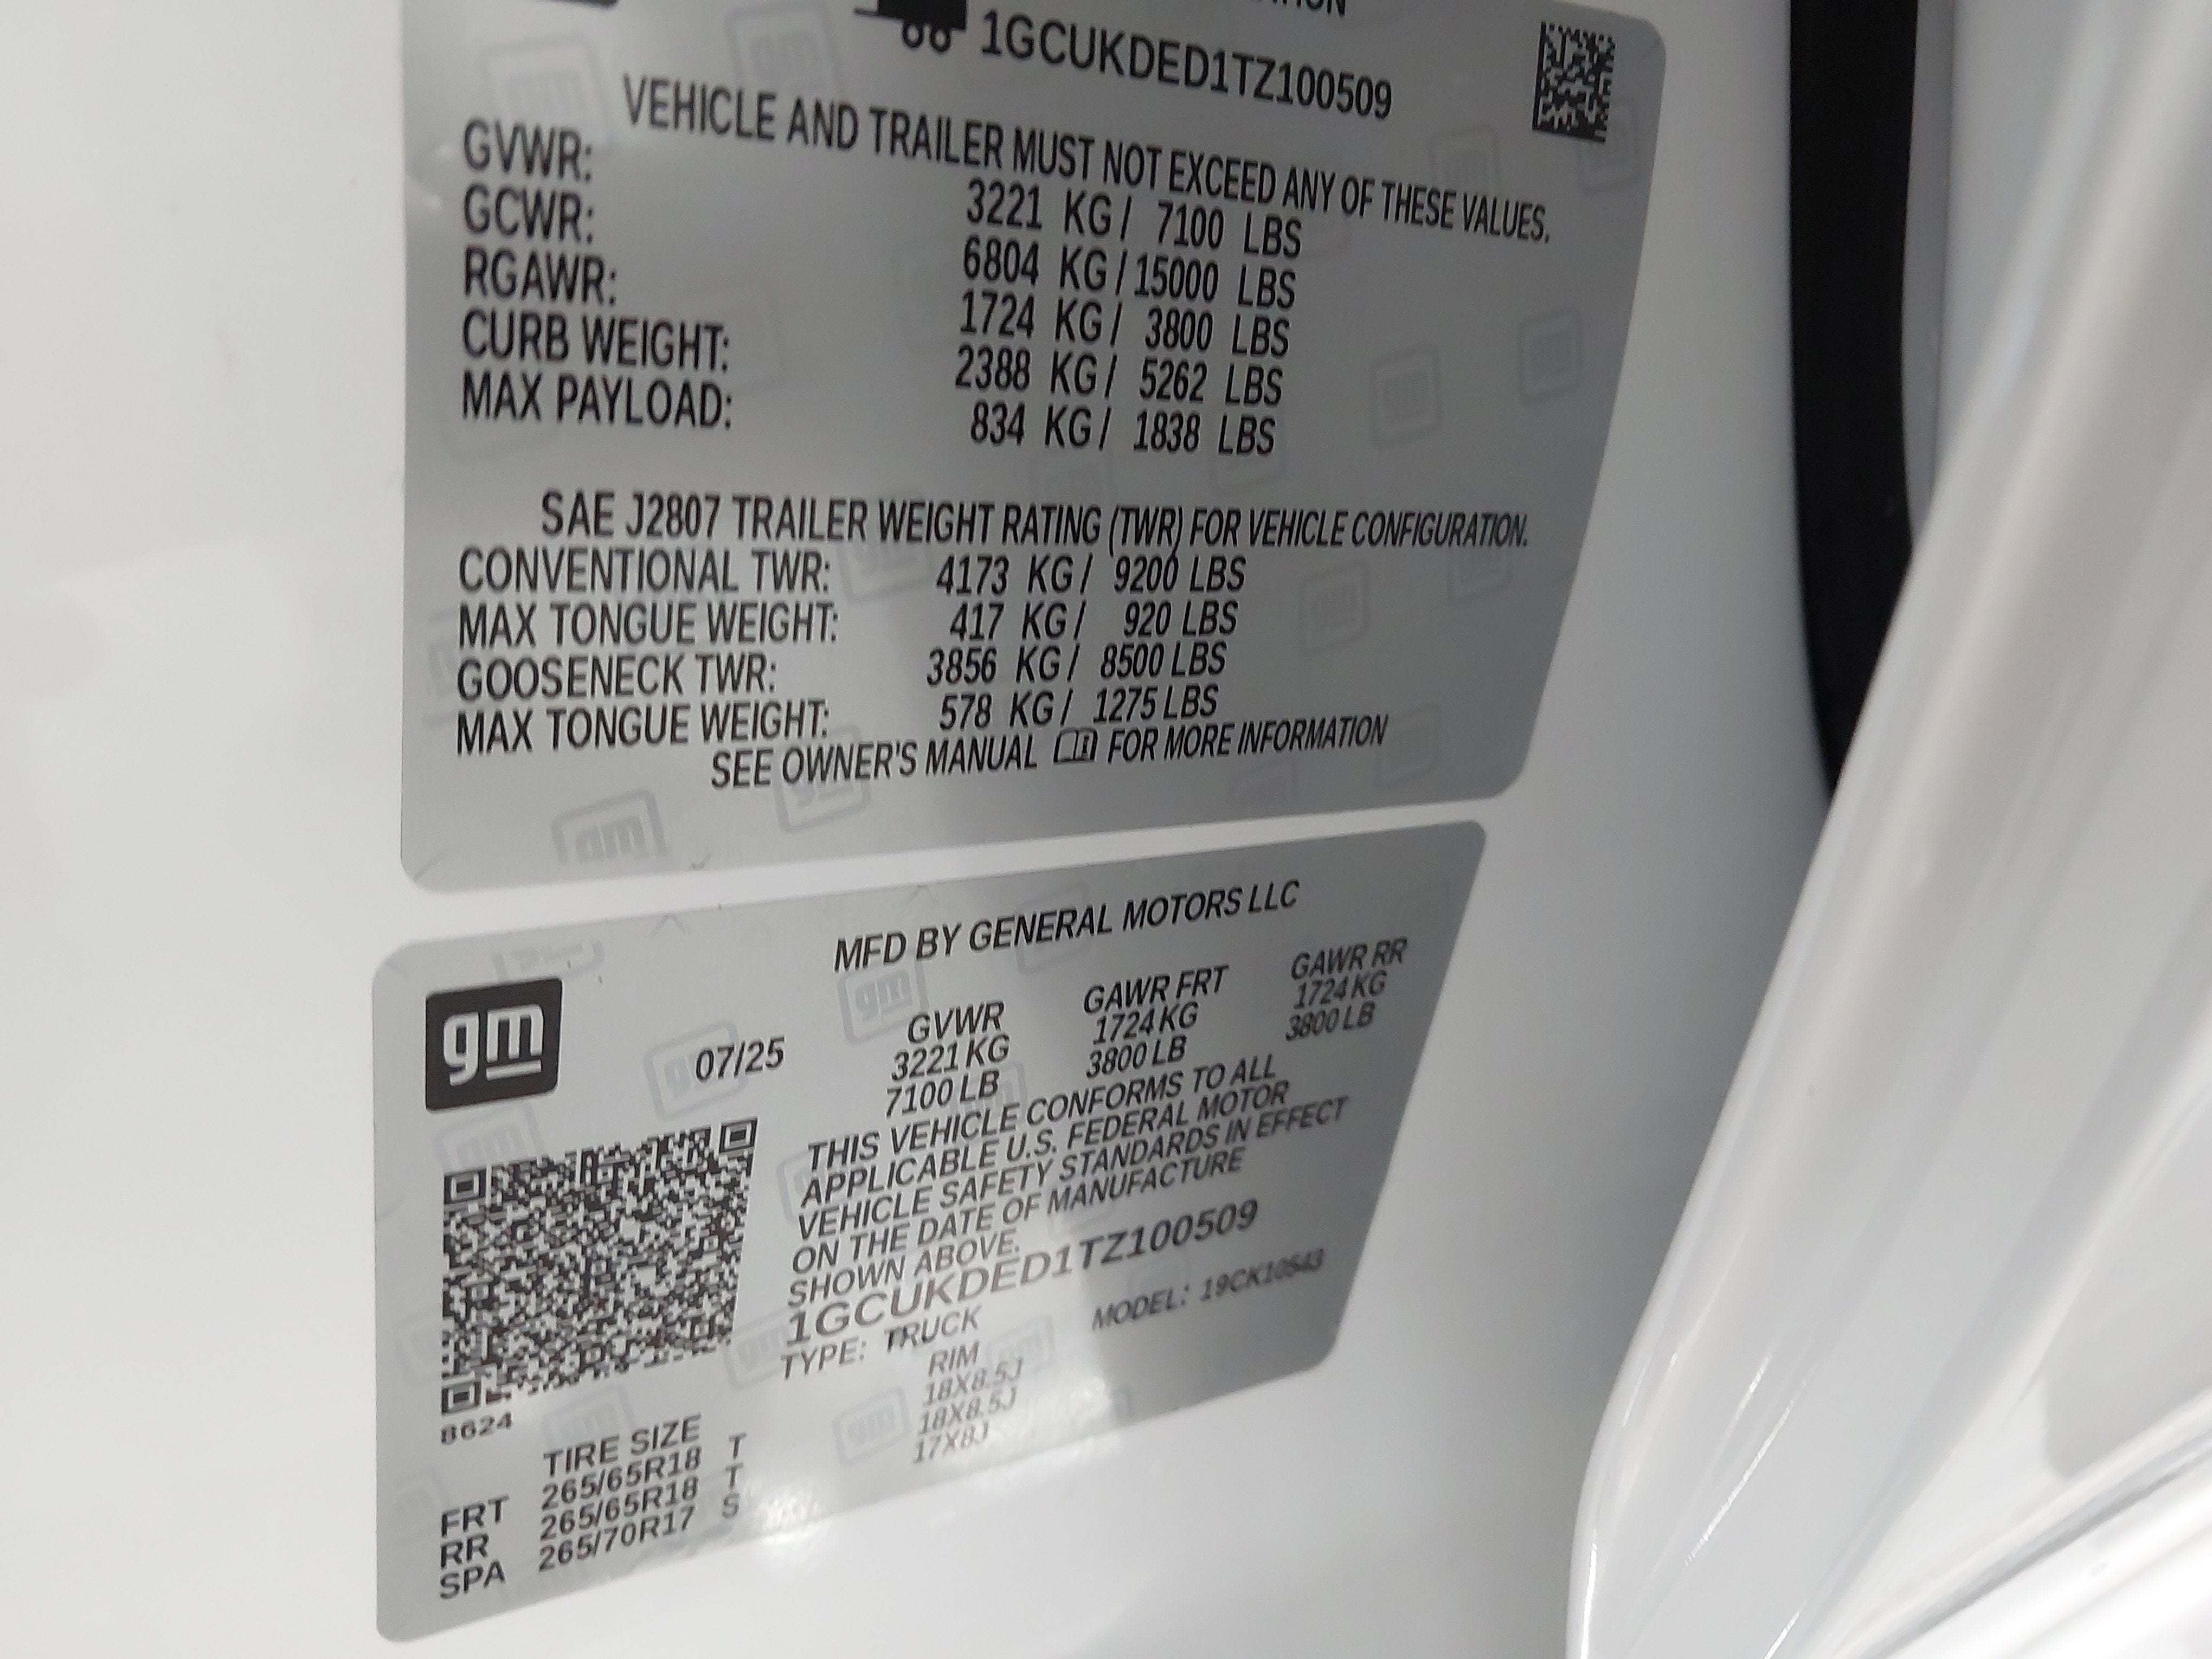 1GCUKDED1TZ100509
VEHICLE AND TRAILER MUST NOT EXCEED ANY OF THESE VALUES.
GVWR: 3221 KG / 7100 LBS
GCWR: 6804 KG / 15000 LBS
RGAWR: 1724 KG / 3800 LBS
CURB WEIGHT: 2388 KG / 5262 LBS
MAX PAYLOAD: 834 KG / 1838 LBS
SAE J2807 TRAILER WEIGHT RATING (TWR) FOR VEHICLE CONFIGURATION.
CONVENTIONAL TWR: 4173 KG / 9200 LBS
MAX TONGUE WEIGHT: 417 KG / 920 LBS
GOOSENECK TWR: 3856 KG / 8500 LBS
MAX TONGUE WEIGHT: 578 KG / 1275 LBS
SEE OWNER'S MANUAL FOR MORE INFORMATION
gm
MFD BY GENERAL MOTORS LLC
07/25
GVWR GAWR FRT GAWR RR
3221 KG 1724 KG 1724 KG
7100 LB 3800 LB 3800 LB
THIS VEHICLE CONFORMS TO ALL
APPLICABLE U.S. FEDERAL MOTOR
VEHICLE SAFETY STANDARDS IN EFFECT
ON THE DATE OF MANUFACTURE
SHOWN ABOVE.
1GCUKDED1TZ100509
TYPE: TRUCK MODEL: 19CK10543
8624
TIRE SIZE RIM
FRT 265/65R18 T 18X8.5J
RR 265/65R18 T 18X8.5J
SPA 265/70R17 S 17X8J